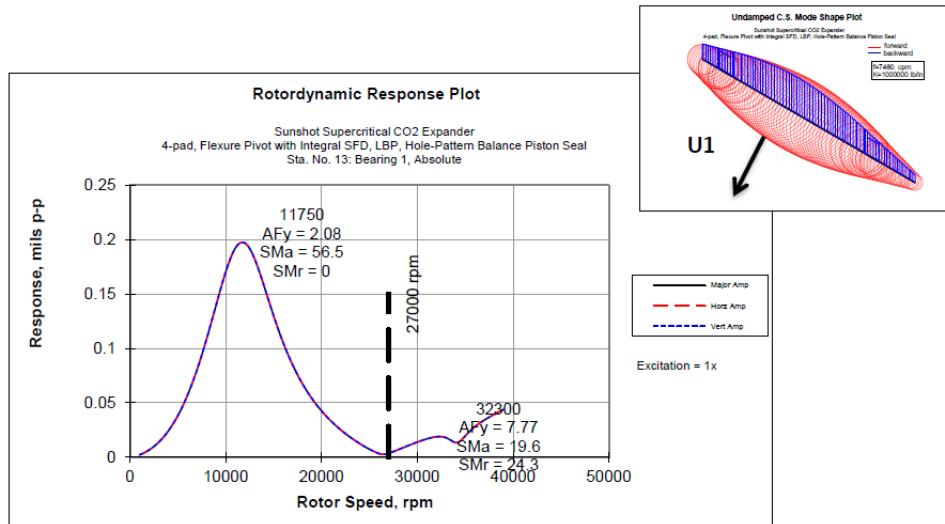 Undamped C.S. Mode Shape Plot
Sunshot Supercritical CO2 Expander
4-pad, Flexure Pivot with Integral SFD, LBP, Hole-Pattern Balance Piston Seal
forward
backward
f=7480. cpm
K=1000000 lb/in
U1
Rotordynamic Response Plot
Sunshot Supercritical CO2 Expander
4-pad, Flexure Pivot with Integral SFD, LBP, Hole-Pattern Balance Piston Seal
Sta. No. 13: Bearing 1, Absolute
Response, mils p-p
0.25
0.2
0.15
0.1
0.05
0
11750
AFy = 2.08
SMa = 56.5
SMr = 0
27000 rpm
32300
AFy = 7.77
SMa = 19.6
SMr = 24.3
0
10000
20000
30000
40000
50000
Rotor Speed, rpm
Major Amp
Horz Amp
Vert Amp
Excitation = 1x